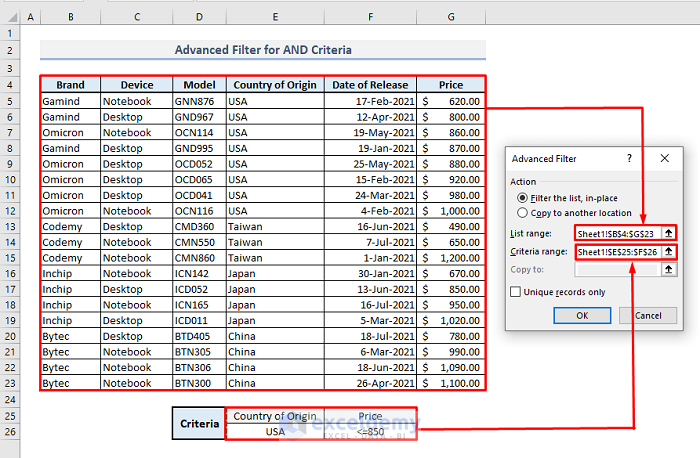 A B C D E F G
1
2 Advanced Filter for AND Criteria
3
4 Brand Device Model Country of Origin Date of Release Price
5 Gamind Notebook GNN876 USA 17-Feb-2021 $ 620.00
6 Gamind Desktop GND967 USA 12-Apr-2021 $ 800.00
7 Omicron Notebook OCN114 USA 19-May-2021 $ 860.00
8 Gamind Desktop GND995 USA 19-Jan-2021 $ 870.00
9 Omicron Desktop OCD052 USA 25-May-2021 $ 880.00
10 Omicron Desktop OCD065 USA 15-Feb-2021 $ 920.00
11 Omicron Desktop OCD041 USA 24-Mar-2021 $ 980.00
12 Omicron Notebook OCN116 USA 4-Feb-2021 $ 1,000.00
13 Codemy Desktop CMD360 Taiwan 16-Jun-2021 $ 490.00
14 Codemy Notebook CMN550 Taiwan 7-Jul-2021 $ 650.00
15 Codemy Notebook CMN860 Taiwan 1-Jan-2021 $ 1,200.00
16 Inchip Notebook ICN142 Japan 30-Jan-2021 $ 670.00
17 Inchip Desktop ICD052 Japan 13-Jun-2021 $ 850.00
18 Inchip Notebook ICN165 Japan 16-Jul-2021 $ 950.00
19 Inchip Desktop ICD011 Japan 5-Mar-2021 $ 1,020.00
20 Bytec Desktop BTD405 China 18-Jul-2021 $ 780.00
21 Bytec Notebook BTN305 China 6-Mar-2021 $ 990.00
22 Bytec Notebook BTN306 China 18-Jun-2021 $ 1,090.00
23 Bytec Notebook BTN300 China 26-Apr-2021 $ 1,100.00
24
25 Criteria Country of Origin Price
26 USA <=850
exceldemy
EXCEL - DATA - BI
Advanced Filter ? ×
Action
Filter the list, in-place
Copy to another location
List range: Sheet1!$B$4:$G$23
Criteria range: Sheet1!$E$25:$F$26
Copy to:
Unique records only
OK Cancel